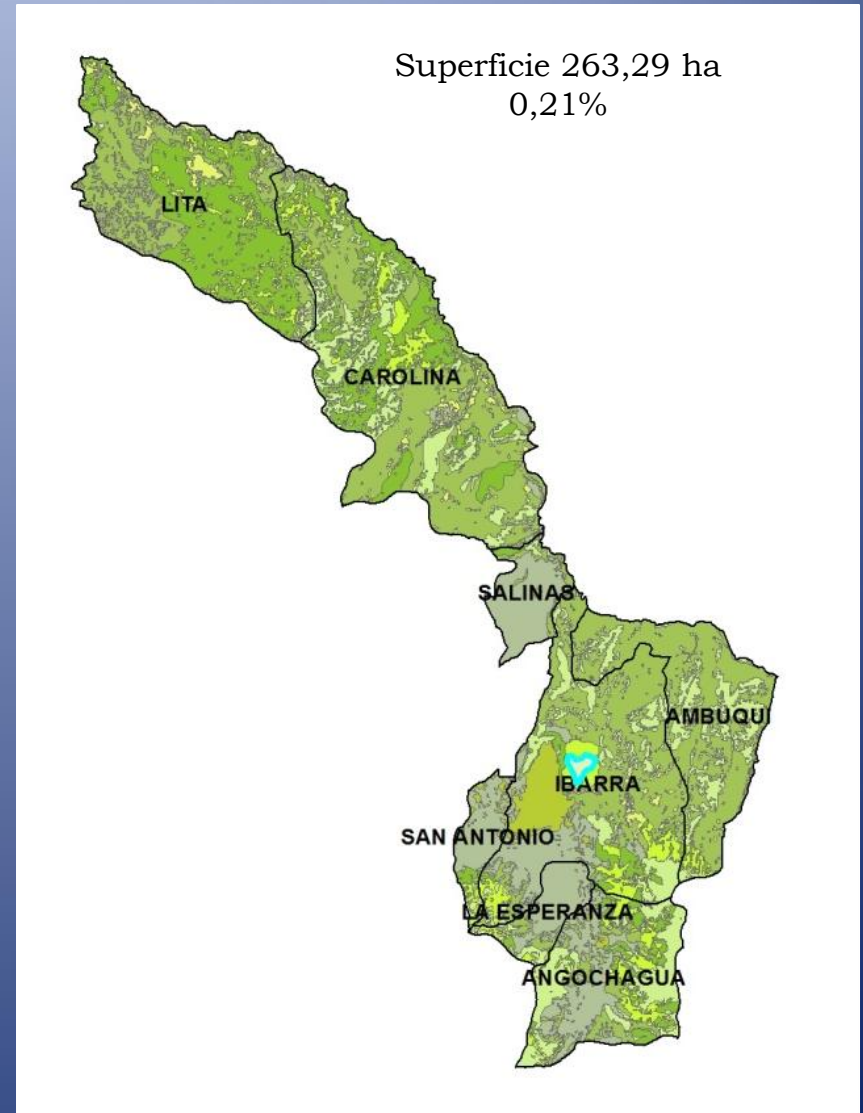 Superficie 263,29 ha
0,21%
LITA
CAROLINA
SALINAS
AMBUQUI
IBARRA
SAN ANTONIO
LA ESPERANZA
ANGOCHAGUA